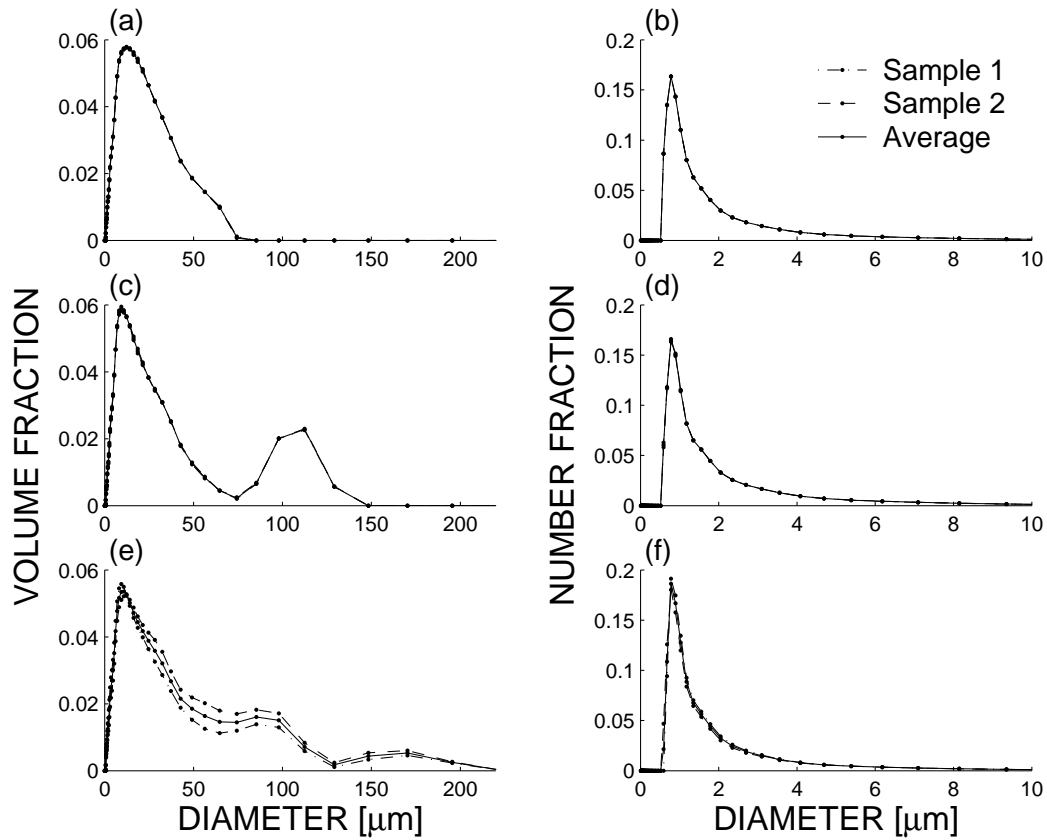 (a)
0.06
0.04
0.02
0
0 50 100 150 200
(b)
0.2
0.15
0.1
0.05
0
0 2 4 6 8 10
Sample 1
Sample 2
Average
(c)
0.06
0.04
0.02
0
0 50 100 150 200
(d)
0.2
0.15
0.1
0.05
0
0 2 4 6 8 10
(e)
0.06
0.04
0.02
0
0 50 100 150 200
(f)
0.2
0.15
0.1
0.05
0
0 2 4 6 8 10
VOLUME FRACTION
NUMBER FRACTION
DIAMETER [μm]
DIAMETER [μm]